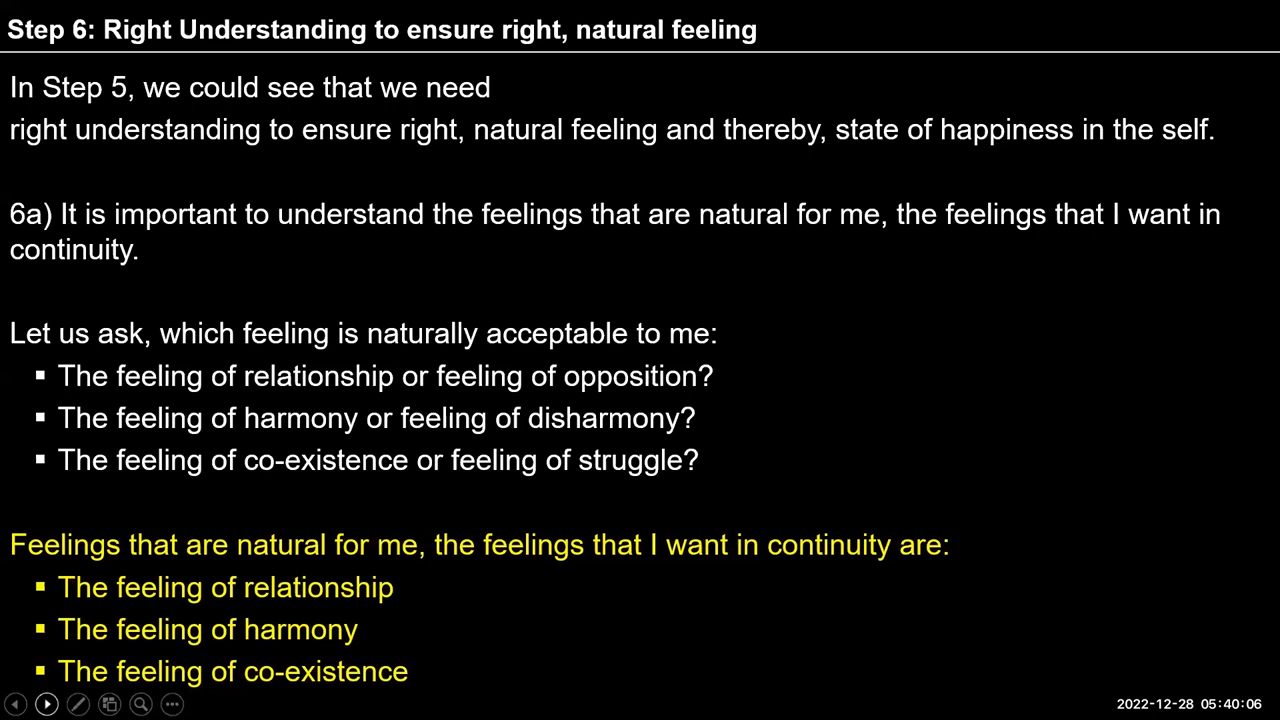 Step 6: Right Understanding to ensure right, natural feeling
In Step 5, we could see that we need
right understanding to ensure right, natural feeling and thereby, state of happiness in the self.
6a) It is important to understand the feelings that are natural for me, the feelings that I want in
continuity.
Let us ask, which feeling is naturally acceptable to me:
▪ The feeling of relationship or feeling of opposition?
▪ The feeling of harmony or feeling of disharmony?
▪ The feeling of co-existence or feeling of struggle?
Feelings that are natural for me, the feelings that I want in continuity are:
▪ The feeling of relationship
▪ The feeling of harmony
▪ The feeling of co-existence
2022-12-28 05:40:06